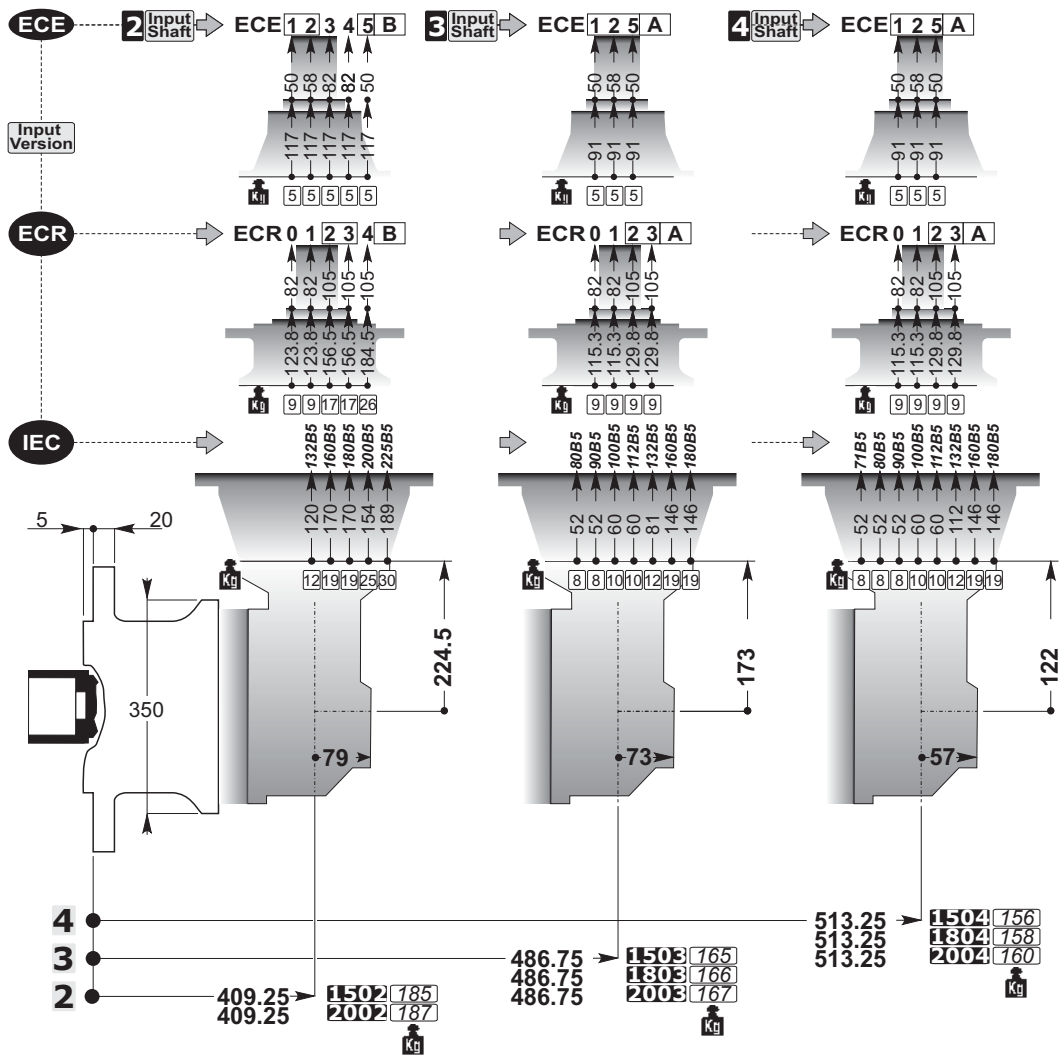 ECE 2 Input Shaft ECE 1 2 3 4 5 B 3 Input Shaft ECE 1 2 5 A 4 Input Shaft ECE 1 2 5 A
50 58 82 82 50 50 58 50 50 58 50
Input Version
117 117 117 117 117 91 91 91 91 91 91
Kg 5 5 5 5 5 Kg 5 5 5 Kg 5 5 5
ECR ECR 0 1 2 3 4 B ECR 0 1 2 3 A ECR 0 1 2 3 A
82 82 105 105 105 82 82 105 105 82 82 105 105
123.8 123.8 156.5 156.5 184.5 115.3 115.3 129.8 129.8 115.3 115.3 129.8 129.8
Kg 9 9 17 17 26 Kg 9 9 9 9 Kg 9 9 9 9
IEC 132B5 160B5 180B5 200B5 225B5 80B5 90B5 100B5 112B5 132B5 160B5 180B5 71B5 80B5 90B5 100B5 112B5 132B5 160B5 180B5
120 170 170 154 189 52 52 60 60 81 146 146 52 52 52 60 60 112 146 146
5 20
Kg 12 19 19 25 30 Kg 8 8 10 10 12 19 19 Kg 8 8 8 10 10 12 19 19
224.5 173 122
350
79 73 57
4 513.25 1504 156
513.25 1804 158
513.25 2004 160
Kg
3 486.75 1503 165
486.75 1803 166
486.75 2003 167
Kg
2 409.25 1502 185
409.25 2002 187
Kg